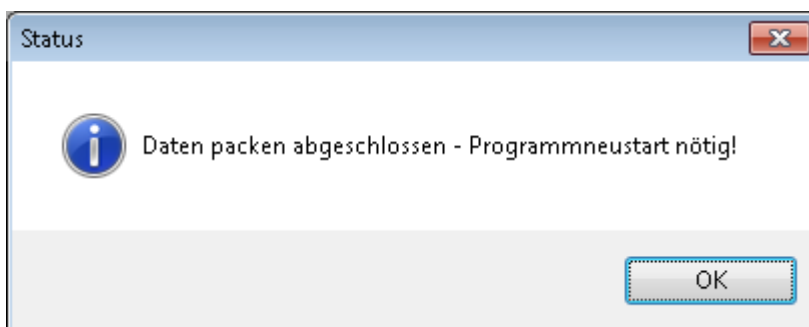 Status
Daten packen abgeschlossen - Programmneustart nötig!
OK